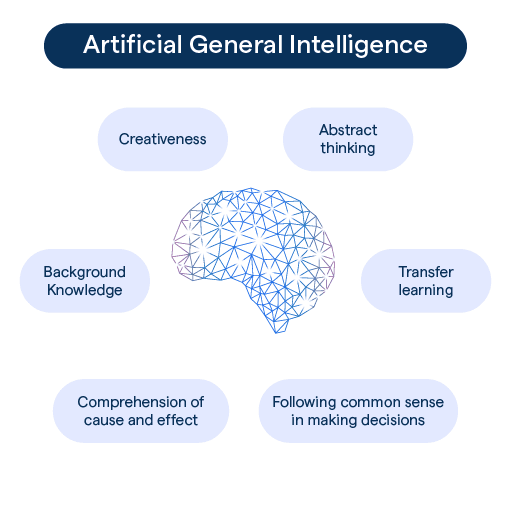 Artificial General Intelligence
Creativeness
Abstract
thinking
Background
Knowledge
Transfer
learning
Comprehension of
cause and effect
Following common sense
in making decisions